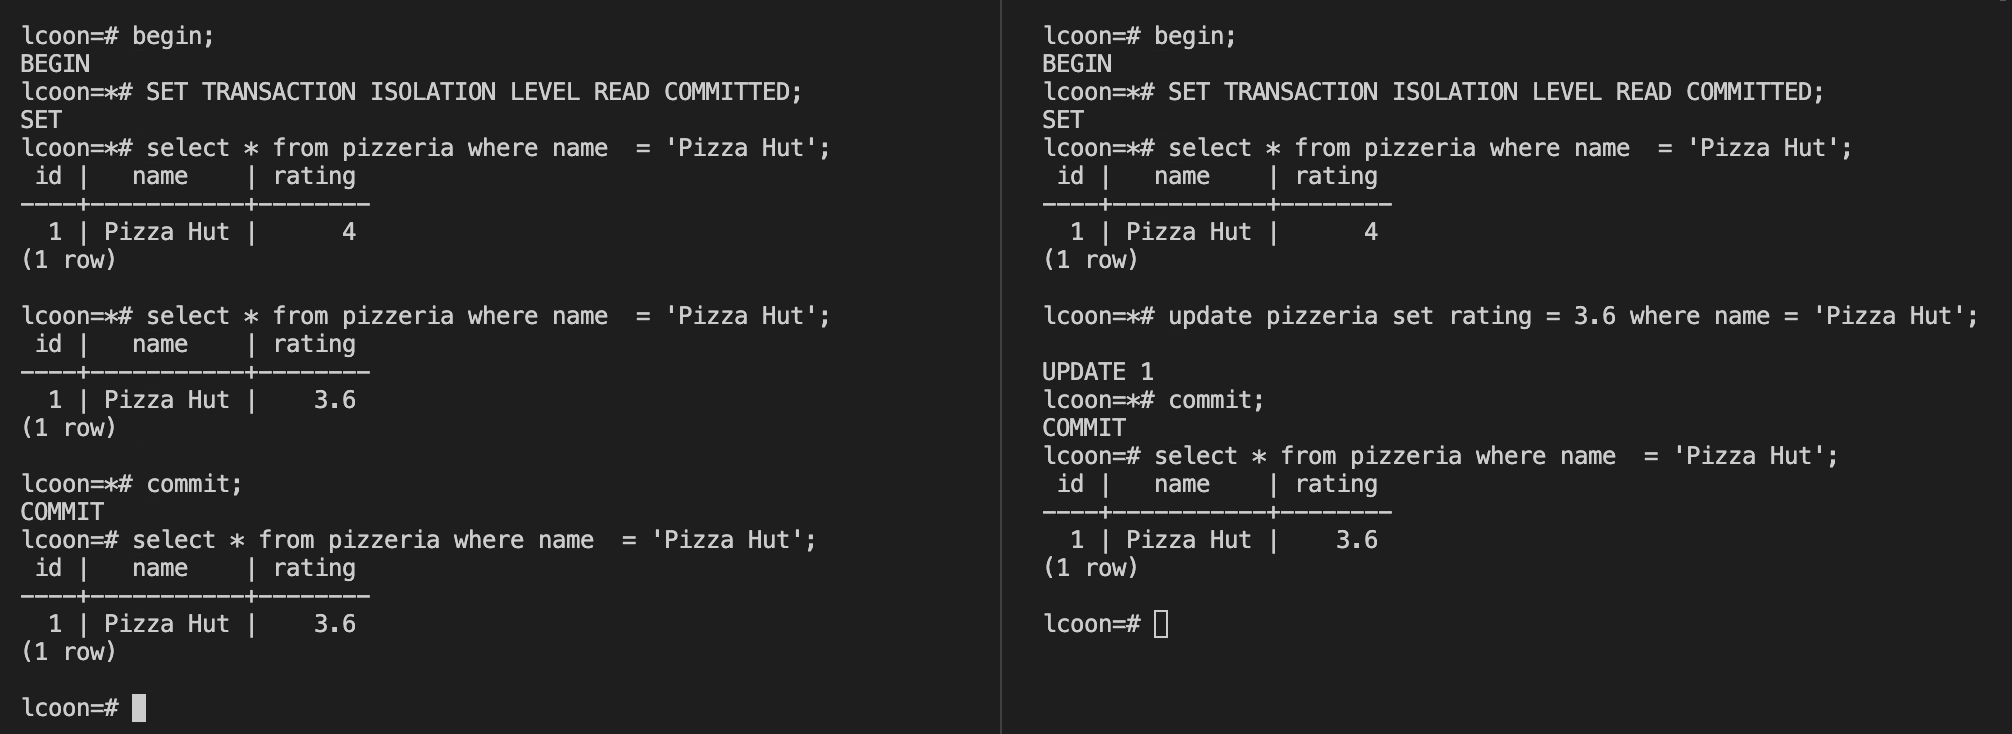 lcoon=# begin;
BEGIN
lcoon=*# SET TRANSACTION ISOLATION LEVEL READ COMMITTED;
SET
lcoon=*# select * from pizzeria where name  = 'Pizza Hut';
 id |   name    | rating
----+-----------+--------
  1 | Pizza Hut |      4
(1 row)

lcoon=*# select * from pizzeria where name  = 'Pizza Hut';
 id |   name    | rating
----+-----------+--------
  1 | Pizza Hut |    3.6
(1 row)

lcoon=*# commit;
COMMIT
lcoon=# select * from pizzeria where name  = 'Pizza Hut';
 id |   name    | rating
----+-----------+--------
  1 | Pizza Hut |    3.6
(1 row)

lcoon=#
lcoon=# begin;
BEGIN
lcoon=*# SET TRANSACTION ISOLATION LEVEL READ COMMITTED;
SET
lcoon=*# select * from pizzeria where name  = 'Pizza Hut';
 id |   name    | rating
----+-----------+--------
  1 | Pizza Hut |      4
(1 row)

lcoon=*# update pizzeria set rating = 3.6 where name = 'Pizza Hut';

UPDATE 1
lcoon=*# commit;
COMMIT
lcoon=# select * from pizzeria where name  = 'Pizza Hut';
 id |   name    | rating
----+-----------+--------
  1 | Pizza Hut |    3.6
(1 row)

lcoon=#